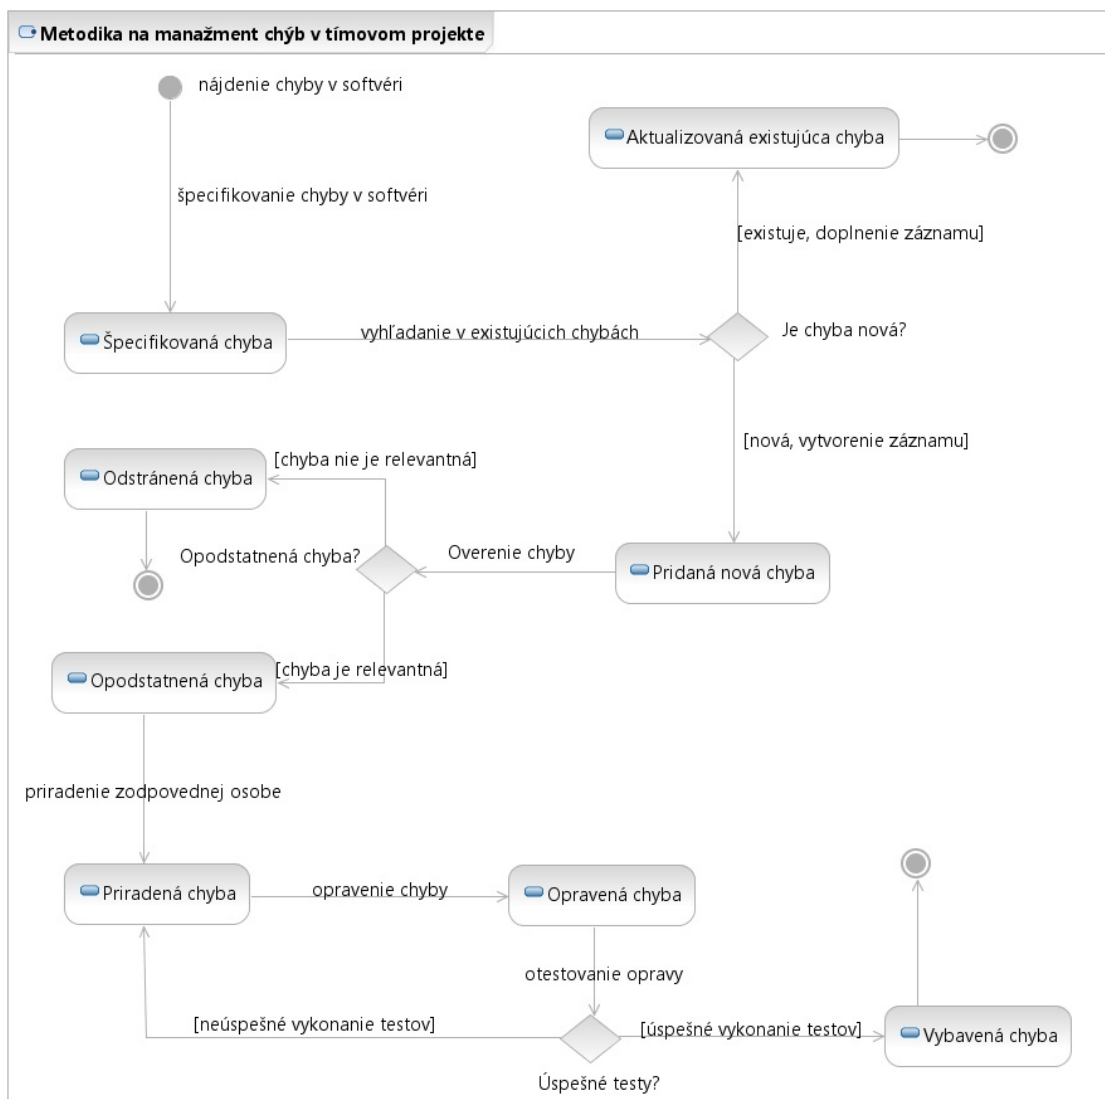 Metodika na manažment chýb v tímovom projekte
nájdenie chyby v softvéri
Aktualizovaná existujúca chyba
špecifikovanie chyby v softvéri
[existuje, doplnenie záznamu]
Špecifikovaná chyba
vyhľadanie v existujúcich chybách
Je chyba nová?
[nová, vytvorenie záznamu]
[chyba nie je relevantná]
Odstránená chyba
Opodstatnená chyba?
Overenie chyby
Pridaná nová chyba
[chyba je relevantná]
Opodstatnená chyba
priradenie zodpovednej osobe
Priradená chyba
opravenie chyby
Opravená chyba
otestovanie opravy
[neúspešné vykonanie testov]
[úspešné vykonanie testov]
Vybavená chyba
Úspešné testy?